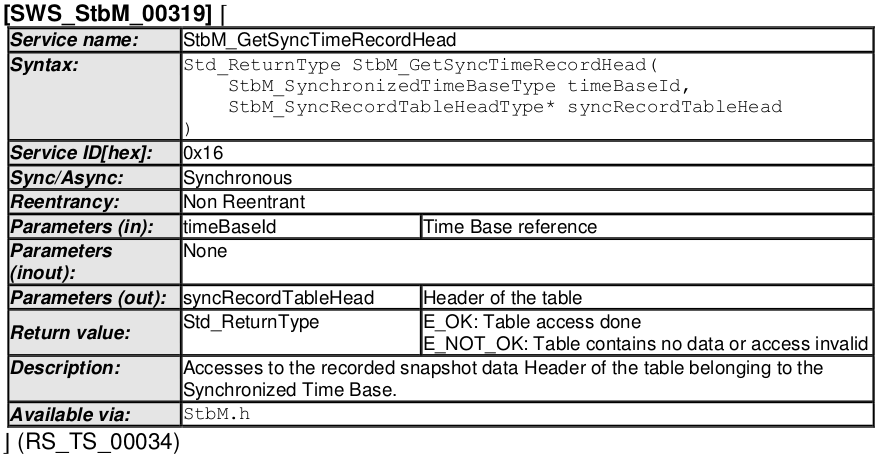 [SWS_StbM_00319] ⌈
Service name: StbM_GetSyncTimeRecordHead
Syntax: Std_ReturnType StbM_GetSyncTimeRecordHead(
StbM_SynchronizedTimeBaseType timeBaseId,
StbM_SyncRecordTableHeadType* syncRecordTableHead
)
Service ID[hex]: 0x16
Sync/Async: Synchronous
Reentrancy: Non Reentrant
Parameters (in): timeBaseId Time Base reference
Parameters (inout): None
Parameters (out): syncRecordTableHead Header of the table
Return value: Std_ReturnType E_OK: Table access done
E_NOT_OK: Table contains no data or access invalid
Description: Accesses to the recorded snapshot data Header of the table belonging to the
Synchronized Time Base.
Available via: StbM.h
⌋ (RS_TS_00034)